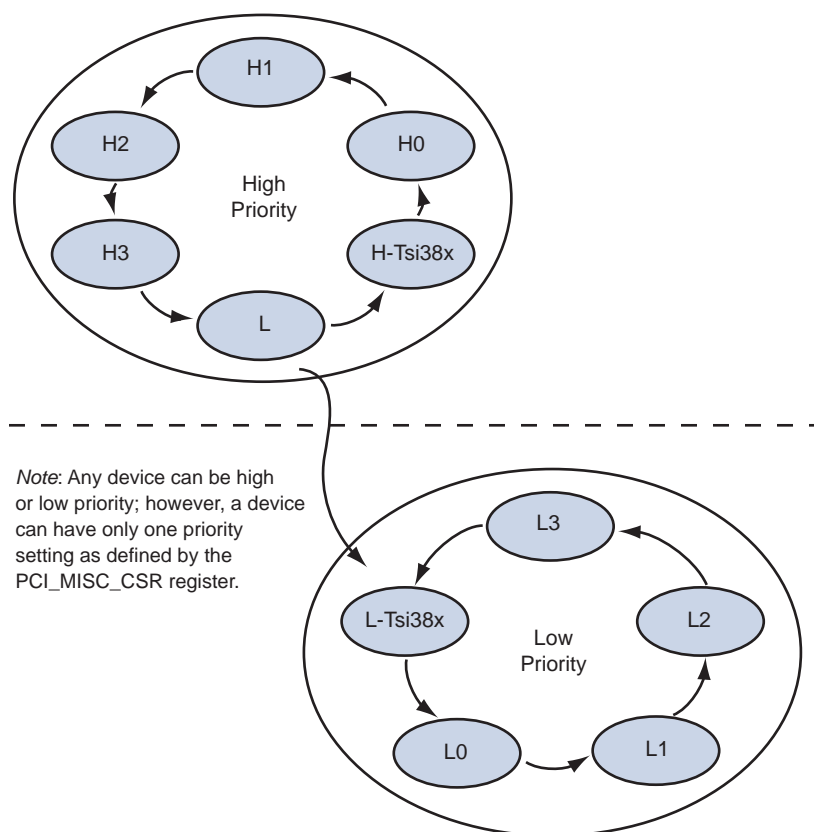 H1
H2
H0
High
Priority
H3
H-Tsi38x
L
Note: Any device can be high
or low priority; however, a device
can have only one priority
setting as defined by the
PCI_MISC_CSR register.
L3
L-Tsi38x
L2
Low
Priority
L0
L1